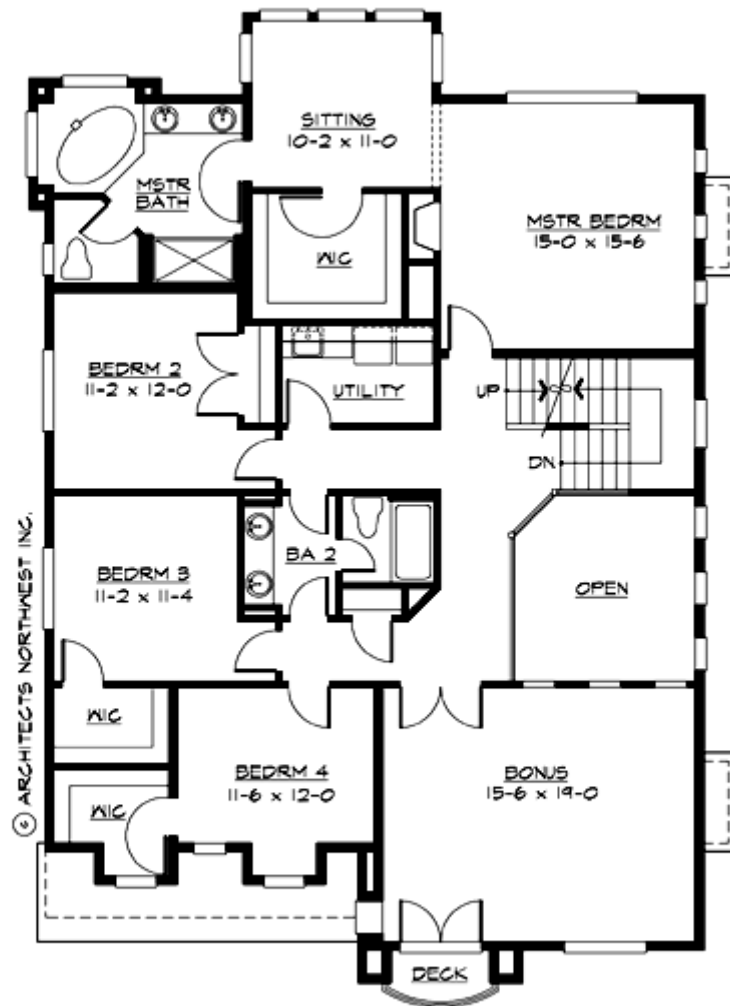 SITTING
10-2 x 11-0
MSTR
BATH
MSTR BEDRM
15-0 x 15-6
WIC
BEDRM 2
11-2 x 12-0
UTILITY
UP
DN
BEDRM 3
11-2 x 11-4
BA 2
OPEN
WIC
BEDRM 4
11-6 x 12-0
BONUS
15-6 x 19-0
WIC
DECK
© ARCHITECTS NORTHWEST INC.